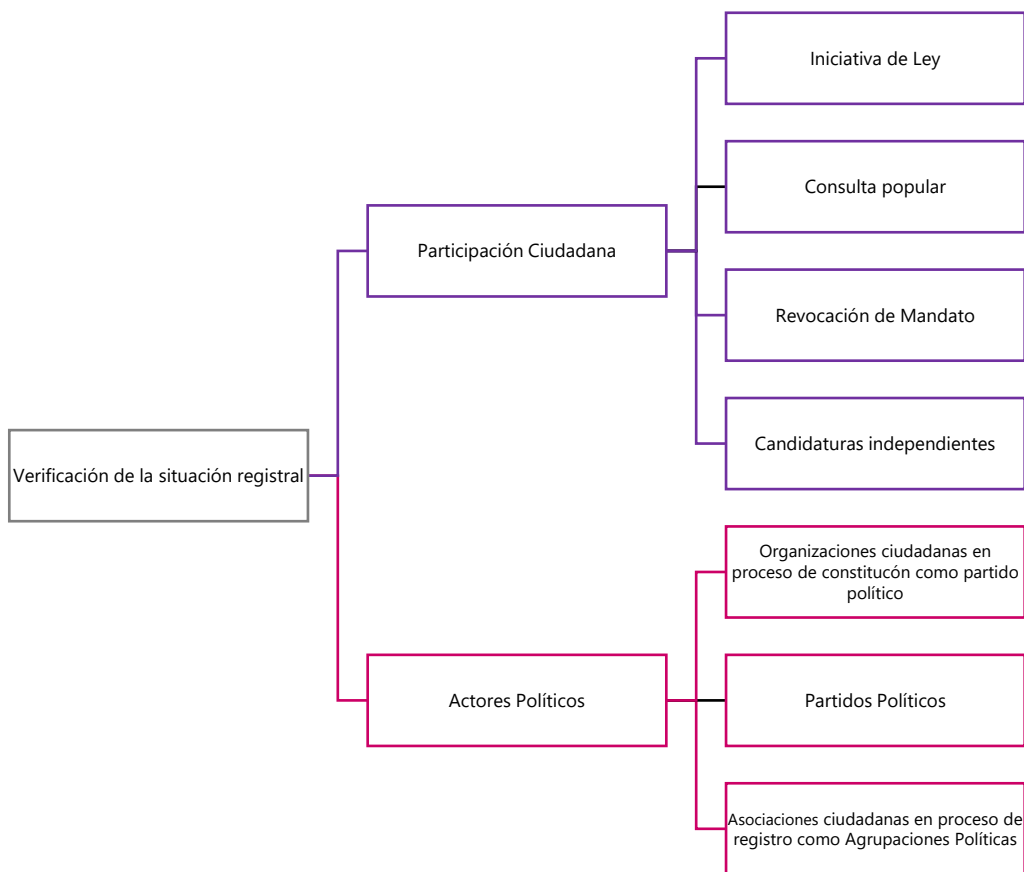 Iniciativa de Ley
Consulta popular
Participación Ciudadana
Revocación de Mandato
Candidaturas independientes
Verificación de la situación registral
Organizaciones ciudadanas en
proceso de constitucón como partido
político
Actores Políticos
Partidos Políticos
Asociaciones ciudadanas en proceso de
registro como Agrupaciones Políticas